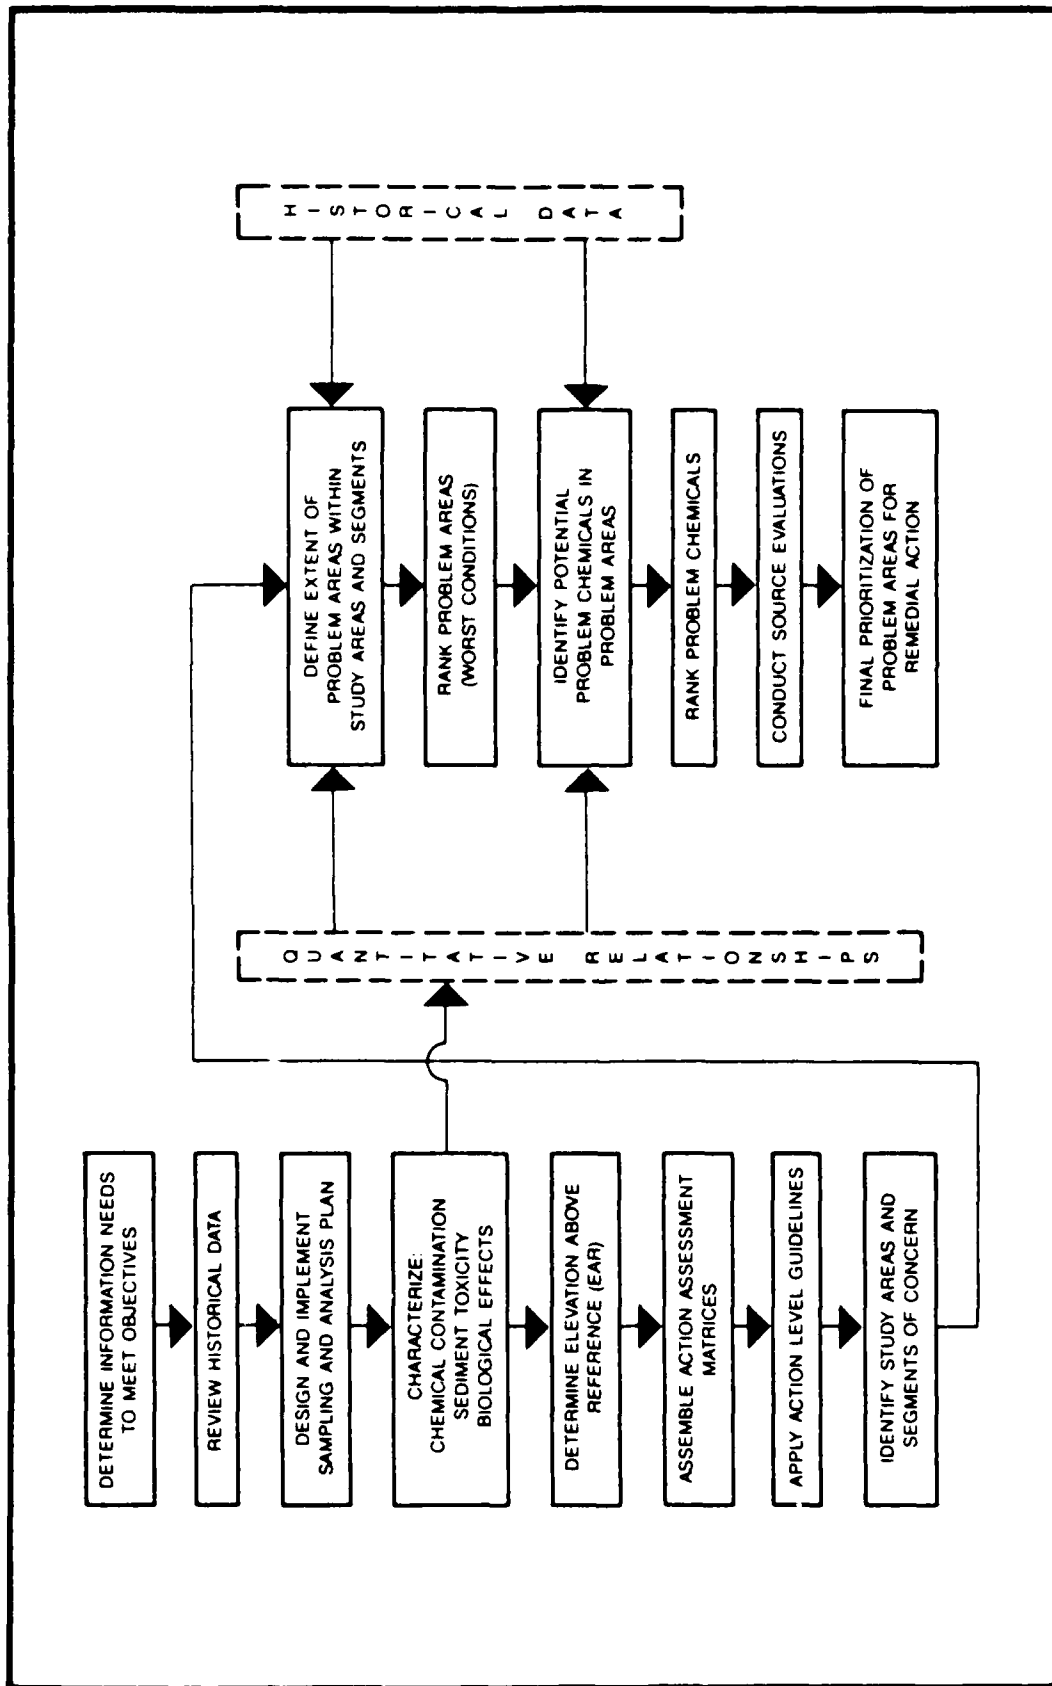 DETERMINE INFORMATION NEEDS
TO MEET OBJECTIVES
REVIEW HISTORICAL DATA
DESIGN AND IMPLEMENT
SAMPLING AND ANALYSIS PLAN
CHARACTERIZE:
CHEMICAL CONTAMINATION
SEDIMENT TOXICITY
BIOLOGICAL EFFECTS
DETERMINE ELEVATION ABOVE
REFERENCE (EAR)
ASSEMBLE ACTION ASSESSMENT
MATRICES
APPLY ACTION LEVEL GUIDELINES
IDENTIFY STUDY AREAS AND
SEGMENTS OF CONCERN
QUANTITATIVE RELATIONSHIPS
DEFINE EXTENT OF
PROBLEM AREAS WITHIN
STUDY AREAS AND SEGMENTS
RANK PROBLEM AREAS
(WORST CONDITIONS)
IDENTIFY POTENTIAL
PROBLEM CHEMICALS IN
PROBLEM AREAS
RANK PROBLEM CHEMICALS
CONDUCT SOURCE EVALUATIONS
FINAL PRIORITIZATION OF
PROBLEM AREAS FOR
REMEDIAL ACTION
HISTORICAL DATA